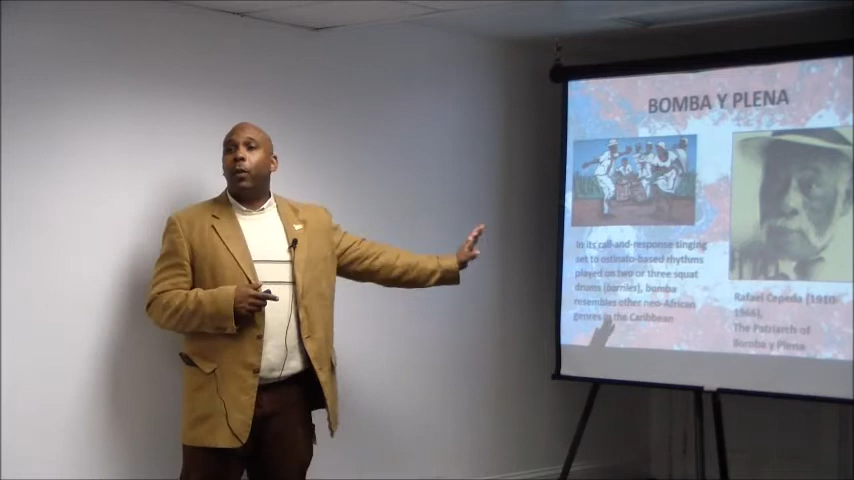 BOMBA Y PLENA
In its call-and-response singing
set to ostinato-based rhythms
played on two or three squat
drums (barriles), bomba
resembles other neo-African
genres in the Caribbean
Rafael Cepeda (1910-
1966),
The Patriarch of
Bomba y Plena